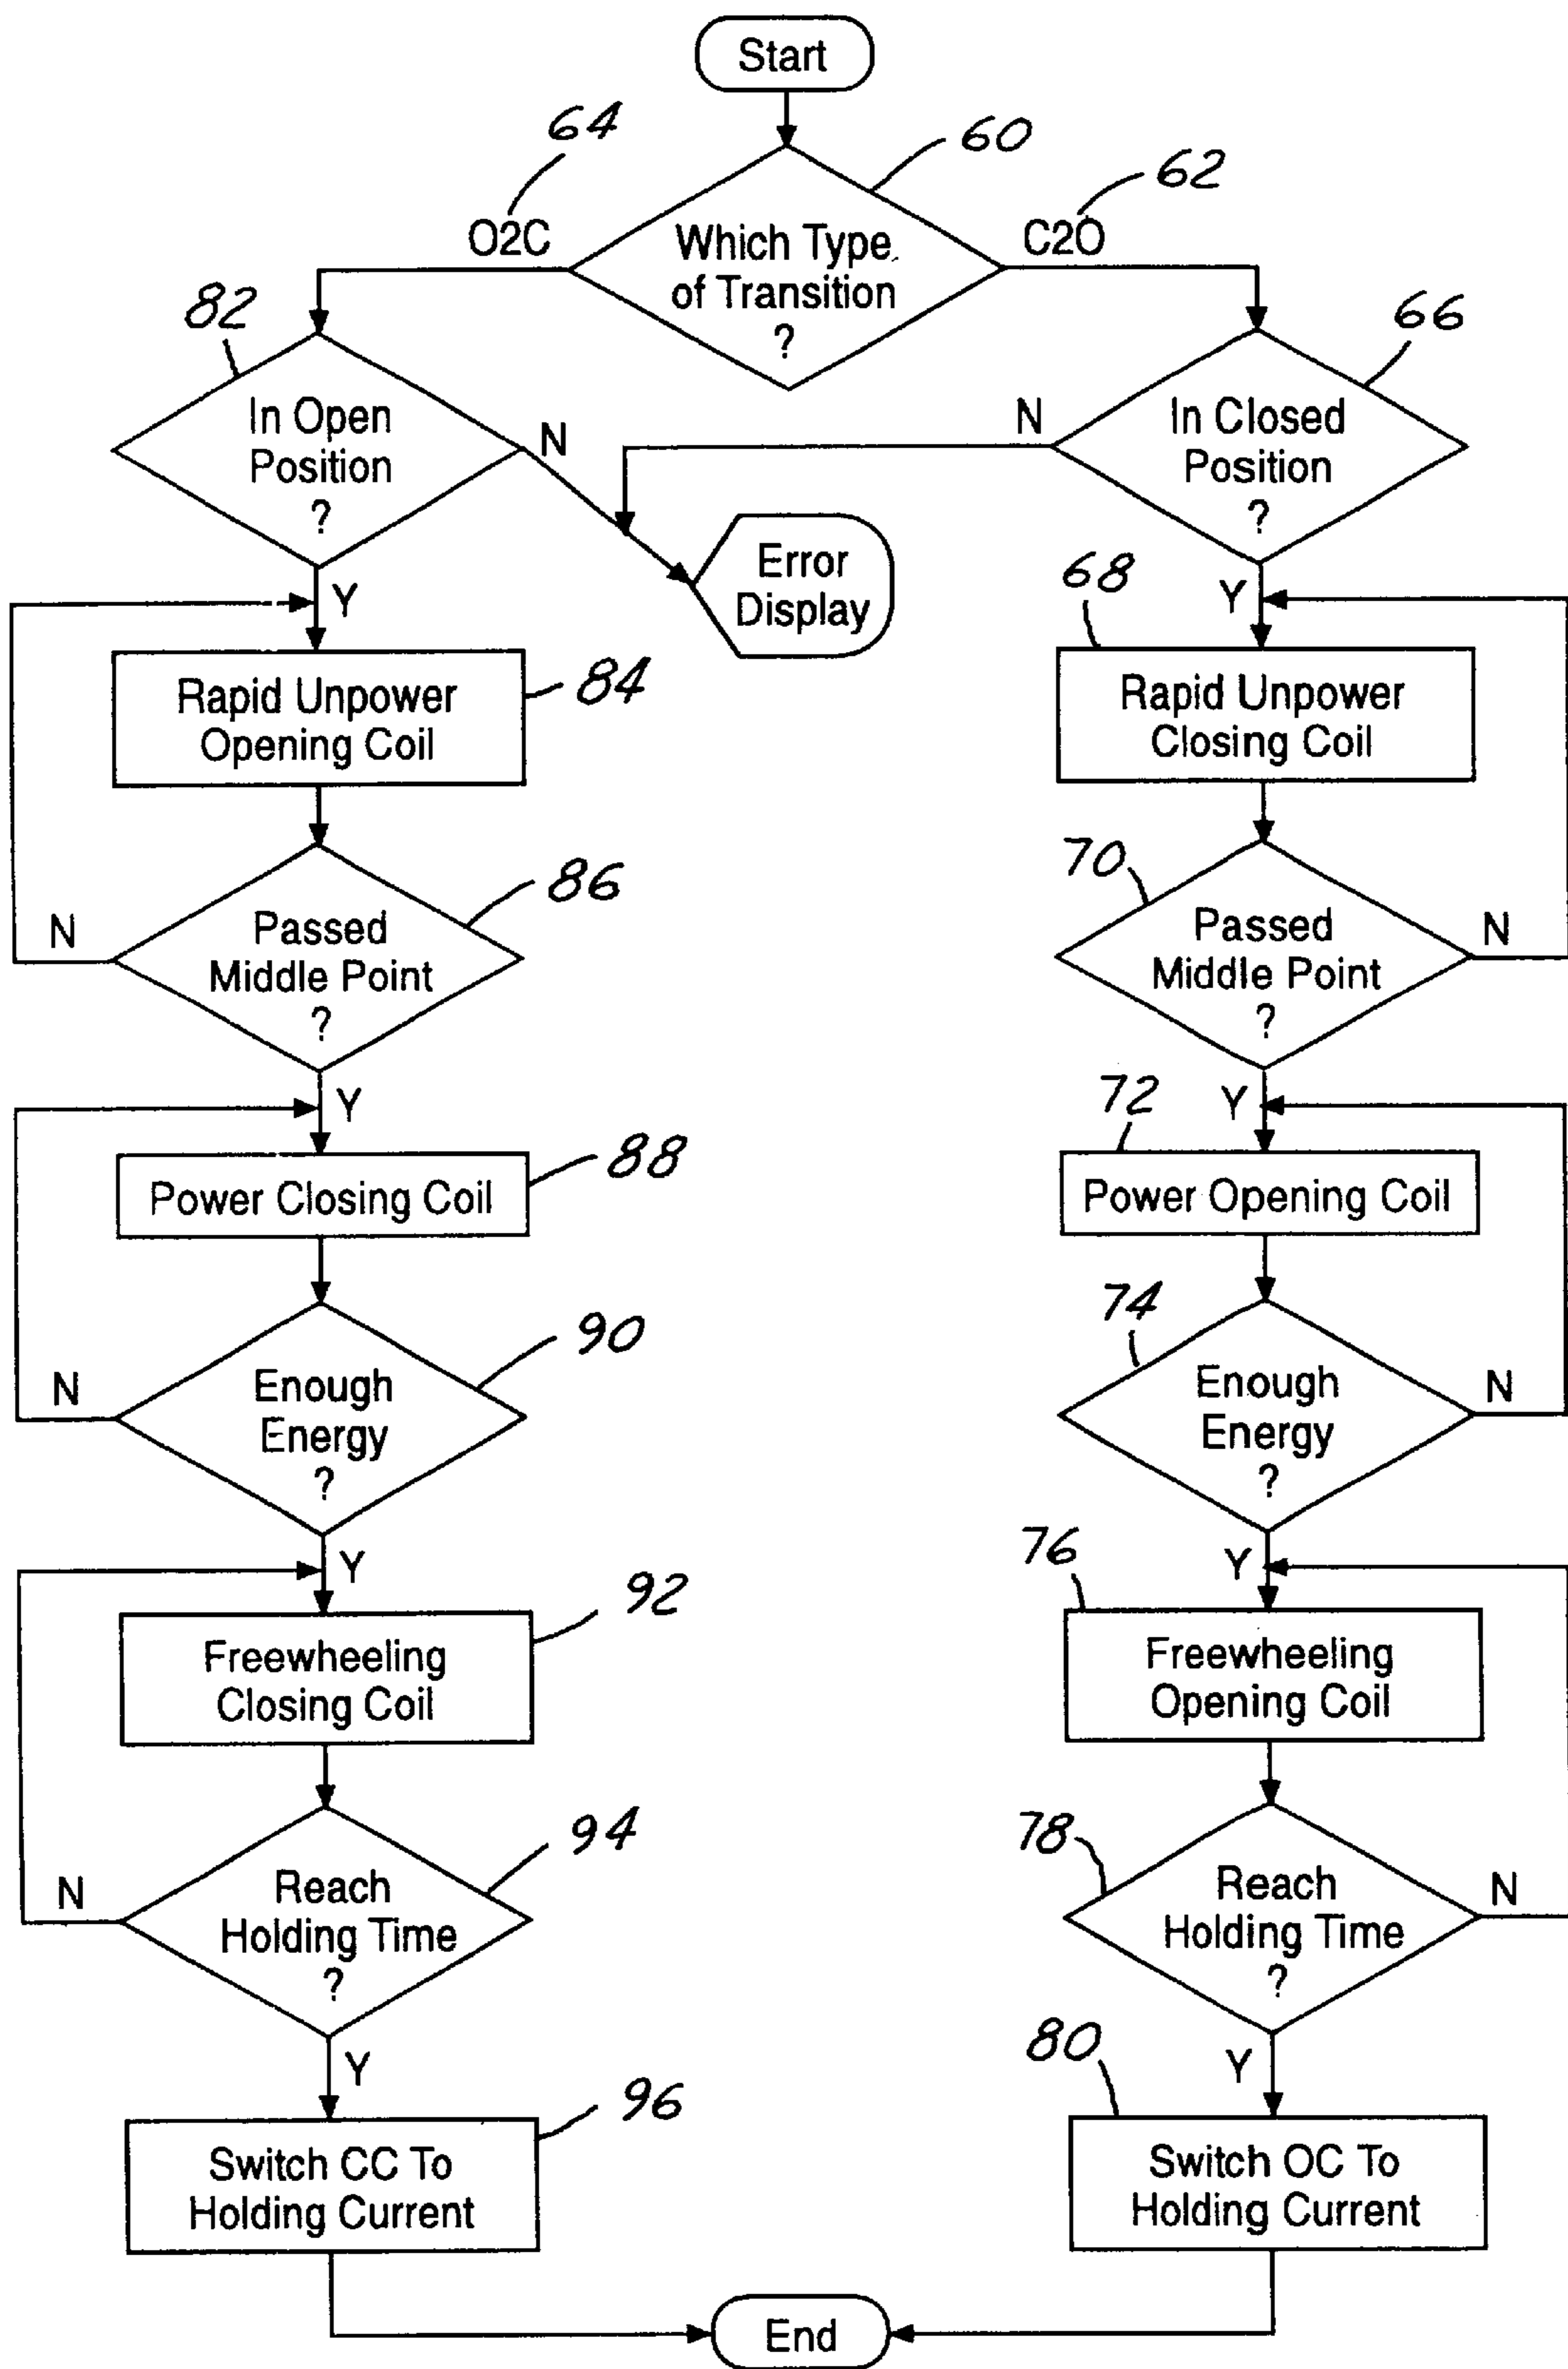 Start
64
60
62
O2C
C2O
Which Type
of Transition
?
82
66
In Open
Position
?
N
N
In Closed
Position
?
Error
Display
Y
68
Y
Rapid Unpower
Opening Coil
84
Rapid Unpower
Closing Coil
86
70
N
Passed
Middle Point
?
Passed
Middle Point
?
N
Y
72
Y
Power Closing Coil
88
Power Opening Coil
90
74
N
Enough
Energy
?
Enough
Energy
?
N
Y
76
Y
Freewheeling
Closing Coil
92
Freewheeling
Opening Coil
94
78
N
Reach
Holding Time
?
Reach
Holding Time
?
N
Y
80
Y
Switch CC To
Holding Current
96
Switch OC To
Holding Current
End